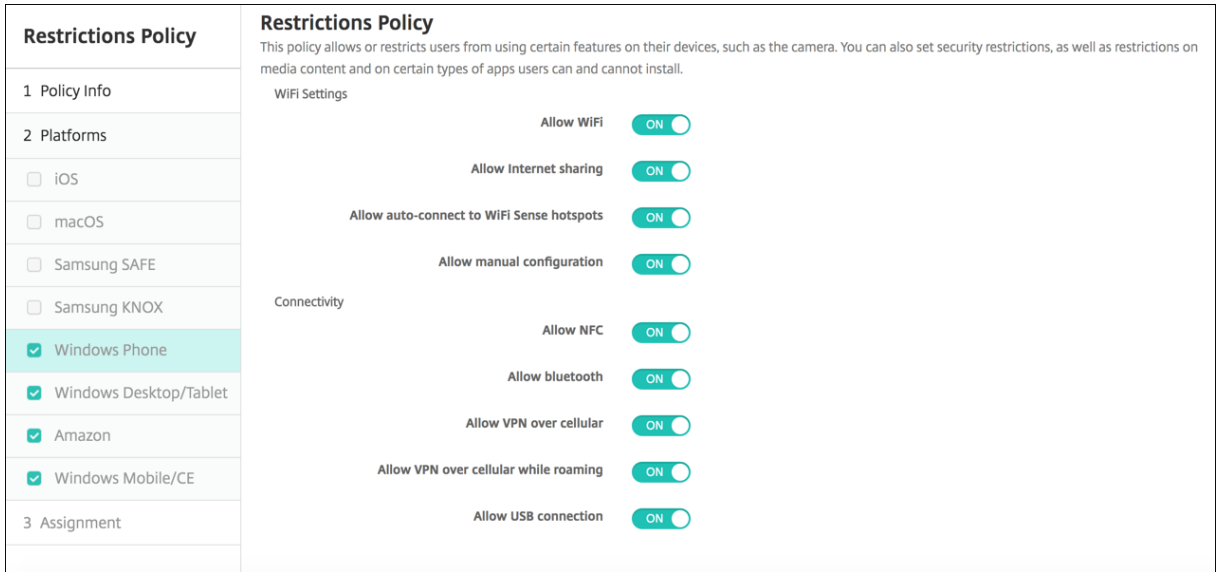 Restrictions Policy
1 Policy Info
2 Platforms
iOS
macOS
Samsung SAFE
Samsung KNOX
Windows Phone
Windows Desktop/Tablet
Amazon
Windows Mobile/CE
3 Assignment
Restrictions Policy
This policy allows or restricts users from using certain features on their devices, such as the camera. You can also set security restrictions, as well as restrictions on
media content and on certain types of apps users can and cannot install.
WiFi Settings
Allow WiFi ON
Allow Internet sharing ON
Allow auto-connect to WiFi Sense hotspots ON
Allow manual configuration ON
Connectivity
Allow NFC ON
Allow bluetooth ON
Allow VPN over cellular ON
Allow VPN over cellular while roaming ON
Allow USB connection ON